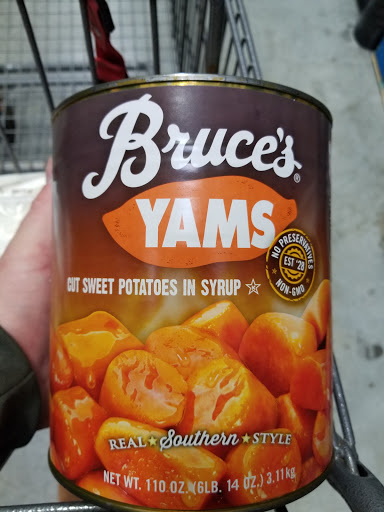 Bruce's®
YAMS
NO PRESERVATIVES
EST '28
NON-GMO
CUT SWEET POTATOES IN SYRUP
REAL Southern STYLE
NET WT. 110 OZ. (6LB. 14 OZ.) 3.11kg